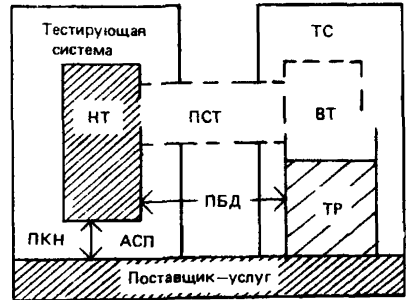 Тестирующая
система
ТС
НТ
ПСТ
ВТ
ПБД
ТР
ПКН
АСП
Поставщик–услуг